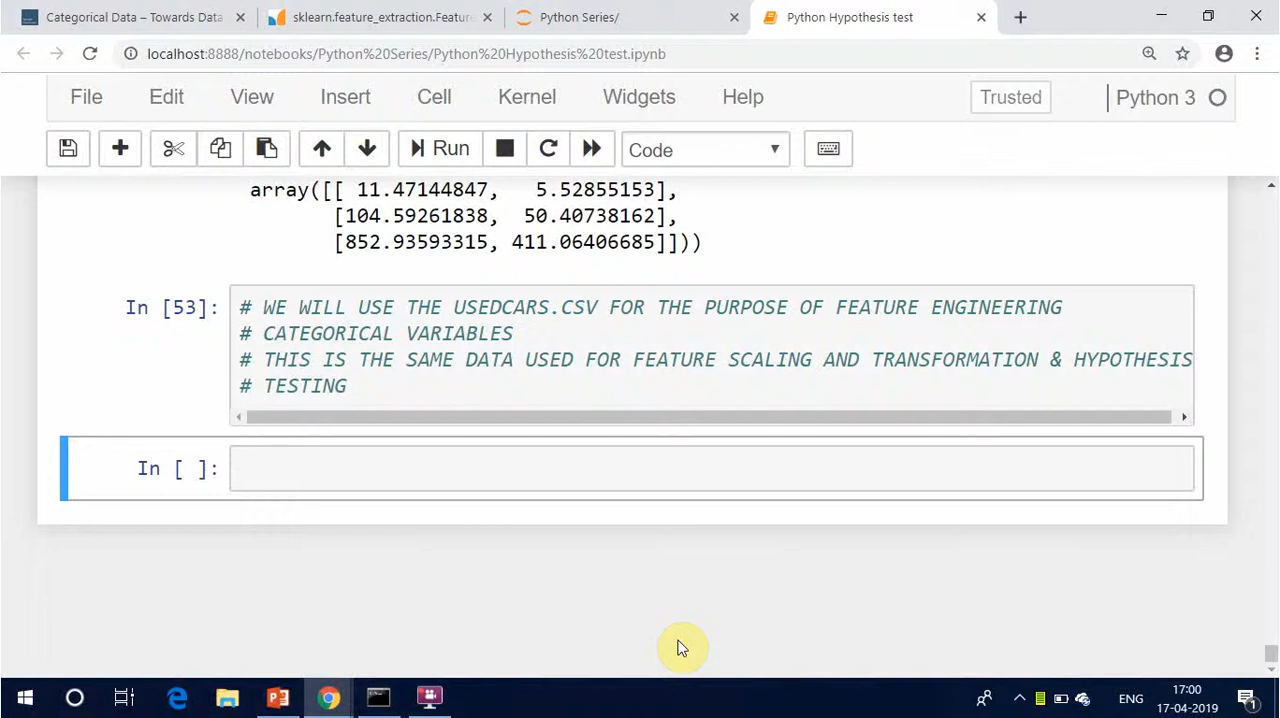 Categorical Data – Towards Data
sklearn.feature_extraction.Featur
Python Series/
Python Hypothesis test
localhost:8888/notebooks/Python%20Series/Python%20Hypothesis%20test.ipynb
File Edit View Insert Cell Kernel Widgets Help Trusted Python 3
Run Code
array([[ 11.47144847, 5.52855153],
[104.59261838, 50.40738162],
[852.93593315, 411.06406685]]))
In [53]: # WE WILL USE THE USEDCARS.CSV FOR THE PURPOSE OF FEATURE ENGINEERING
# CATEGORICAL VARIABLES
# THIS IS THE SAME DATA USED FOR FEATURE SCALING AND TRANSFORMATION & HYPOTHESIS
# TESTING
In [ ]:
ENG
17:00
17-04-2019
1